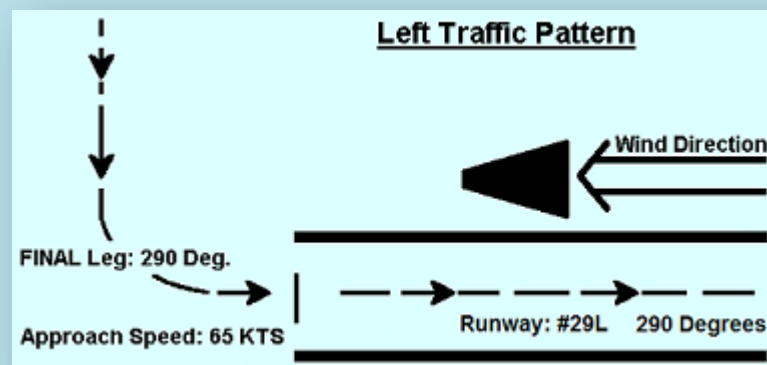 Left Traffic Pattern
Wind Direction
FINAL Leg: 290 Deg.
Approach Speed: 65 KTS
Runway: #29L 290 Degrees